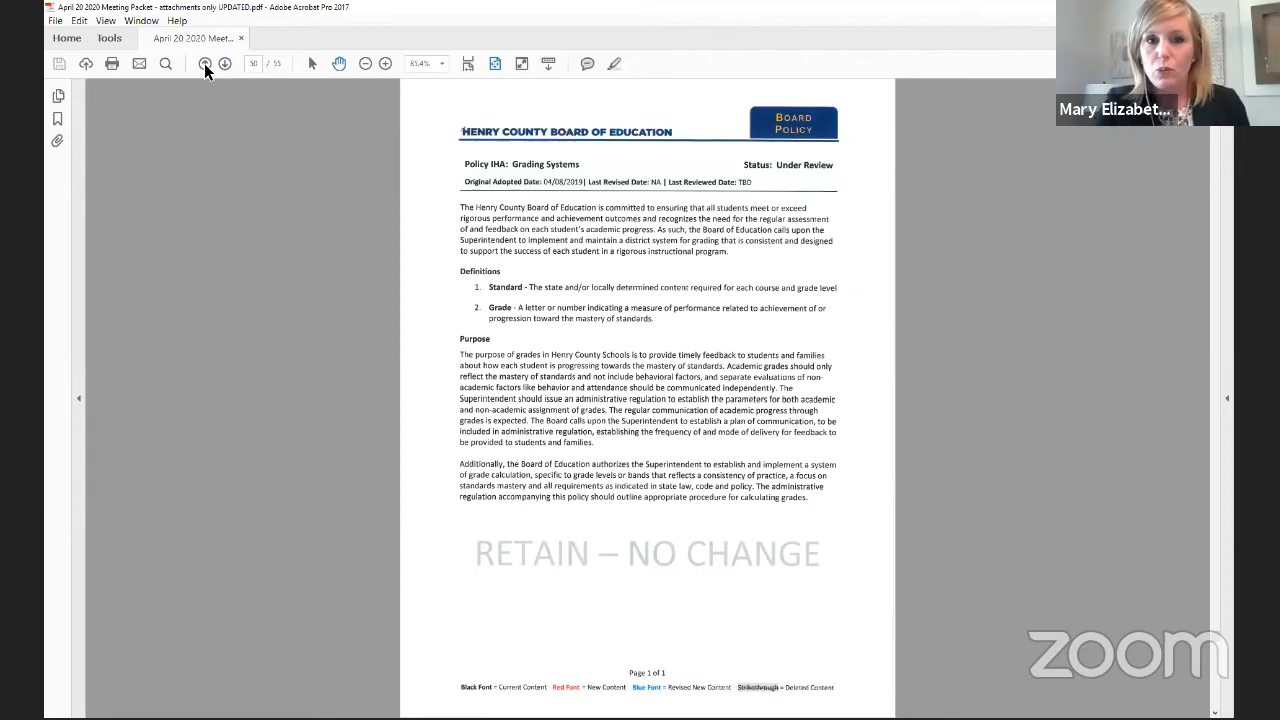 April 20 2020 Meeting Packet - attachments only UPDATED.pdf - Adobe Acrobat Pro 2017
File Edit View Window Help
Home Tools April 20 2020 Meet... ×
50 / 55 85.4%
Mary Elizabet...
HENRY COUNTY BOARD OF EDUCATION
BOARD
POLICY
Policy IHA: Grading Systems Status: Under Review
Original Adopted Date: 04/08/2019| Last Revised Date: NA | Last Reviewed Date: TBD
The Henry County Board of Education is committed to ensuring that all students meet or exceed
rigorous performance and achievement outcomes and recognizes the need for the regular assessment
of and feedback on each student's academic progress. As such, the Board of Education calls upon the
Superintendent to implement and maintain a district system for grading that is consistent and designed
to support the success of each student in a rigorous instructional program.
Definitions
1. Standard - The state and/or locally determined content required for each course and grade level
2. Grade - A letter or number indicating a measure of performance related to achievement of or
progression toward the mastery of standards.
Purpose
The purpose of grades in Henry County Schools is to provide timely feedback to students and families
about how each student is progressing towards the mastery of standards. Academic grades should only
reflect the mastery of standards and not include behavioral factors, and separate evaluations of non-
academic factors like behavior and attendance should be communicated independently. The
Superintendent should issue an administrative regulation to establish the parameters for both academic
and non-academic assignment of grades. The regular communication of academic progress through
grades is expected. The Board calls upon the Superintendent to establish a plan of communication, to be
included in administrative regulation, establishing the frequency of and mode of delivery for feedback to
be provided to students and families.
Additionally, the Board of Education authorizes the Superintendent to establish and implement a system
of grade calculation, specific to grade levels or bands that reflects a consistency of practice, a focus on
standards mastery and all requirements as indicated in state law, code and policy. The administrative
regulation accompanying this policy should outline appropriate procedure for calculating grades.
RETAIN – NO CHANGE
zoom
Page 1 of 1
Black Font = Current Content Red Font = New Content Blue Font = Revised New Content Strikethrough = Deleted Content